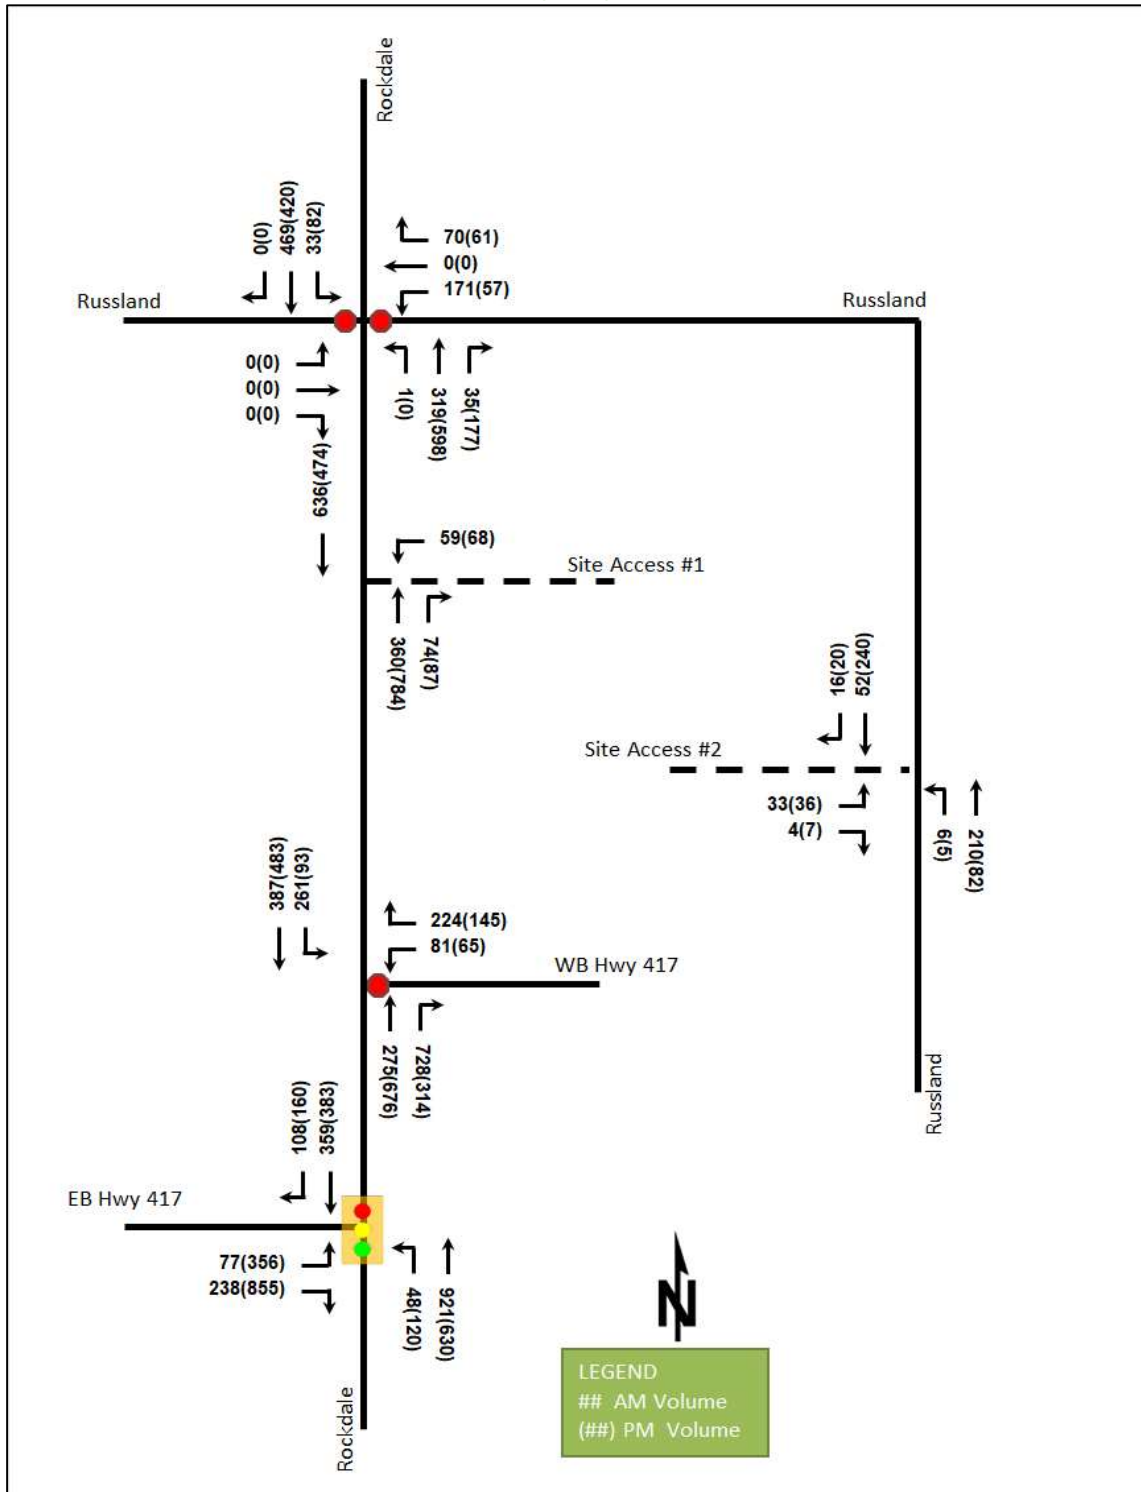 Rockdale
0(0)
469(420)
33(82)
70(61)
0(0)
171(57)
Russland
Russland
0(0)
0(0)
0(0)
1(0)
319(598)
35(177)
636(474)
59(68)
Site Access #1
360(784)
74(87)
16(20)
52(240)
Site Access #2
33(36)
4(7)
6(5)
210(82)
387(483)
261(93)
224(145)
81(65)
WB Hwy 417
275(676)
728(314)
Russland
108(160)
359(383)
EB Hwy 417
77(356)
238(855)
48(120)
921(630)
N
Rockdale
LEGEND
## AM Volume
(##) PM Volume